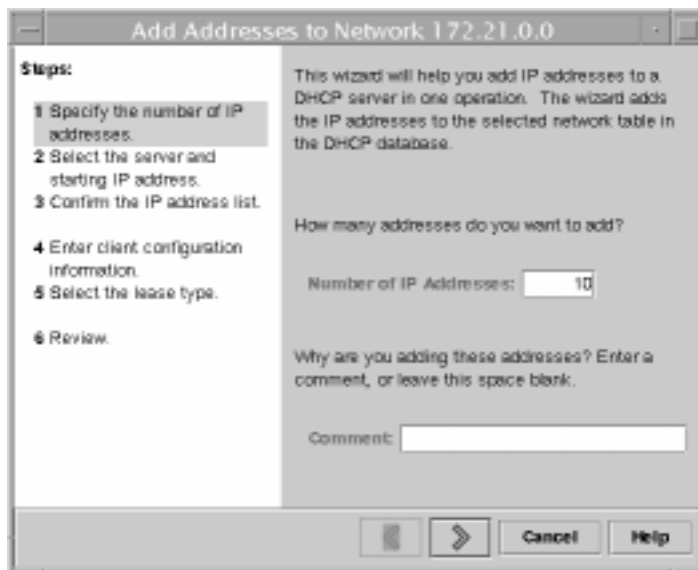 Add Addresses to Network 172.21.0.0
Steps:
1 Specify the number of IP
addresses.
2 Select the server and
starting IP address.
3 Confirm the IP address list.
4 Enter client configuration
information.
5 Select the lease type.
6 Review.
This wizard will help you add IP addresses to a
DHCP server in one operation. The wizard adds
the IP addresses to the selected network table in
the DHCP database.
How many addresses do you want to add?
Number of IP Addresses: 10
Why are you adding these addresses? Enter a
comment, or leave this space blank.
Comment:
Cancel Help